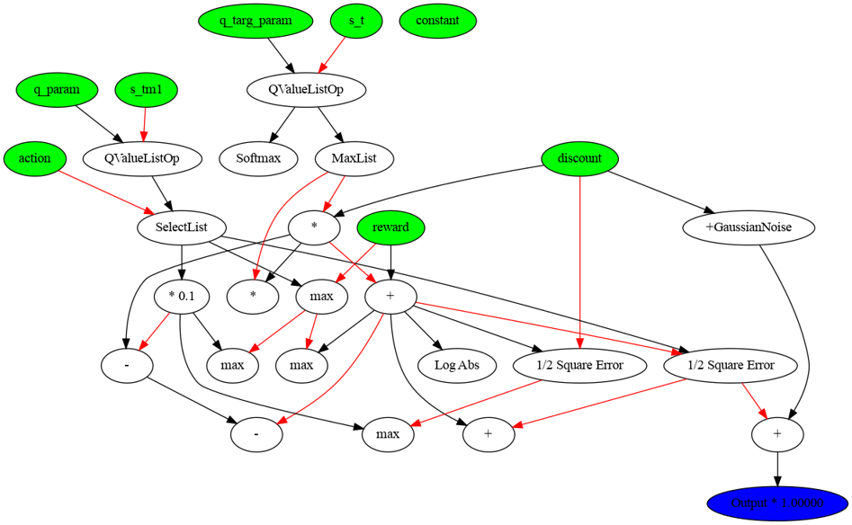 q_targ_param
s_t
constant
q_param
s_tm1
QValueListOp
action
QValueListOp
Softmax
MaxList
discount
SelectList
*
reward
+GaussianNoise
* 0.1
*
max
+
-
max
max
Log Abs
1/2 Square Error
1/2 Square Error
-
max
+
+
Output * 1.00000